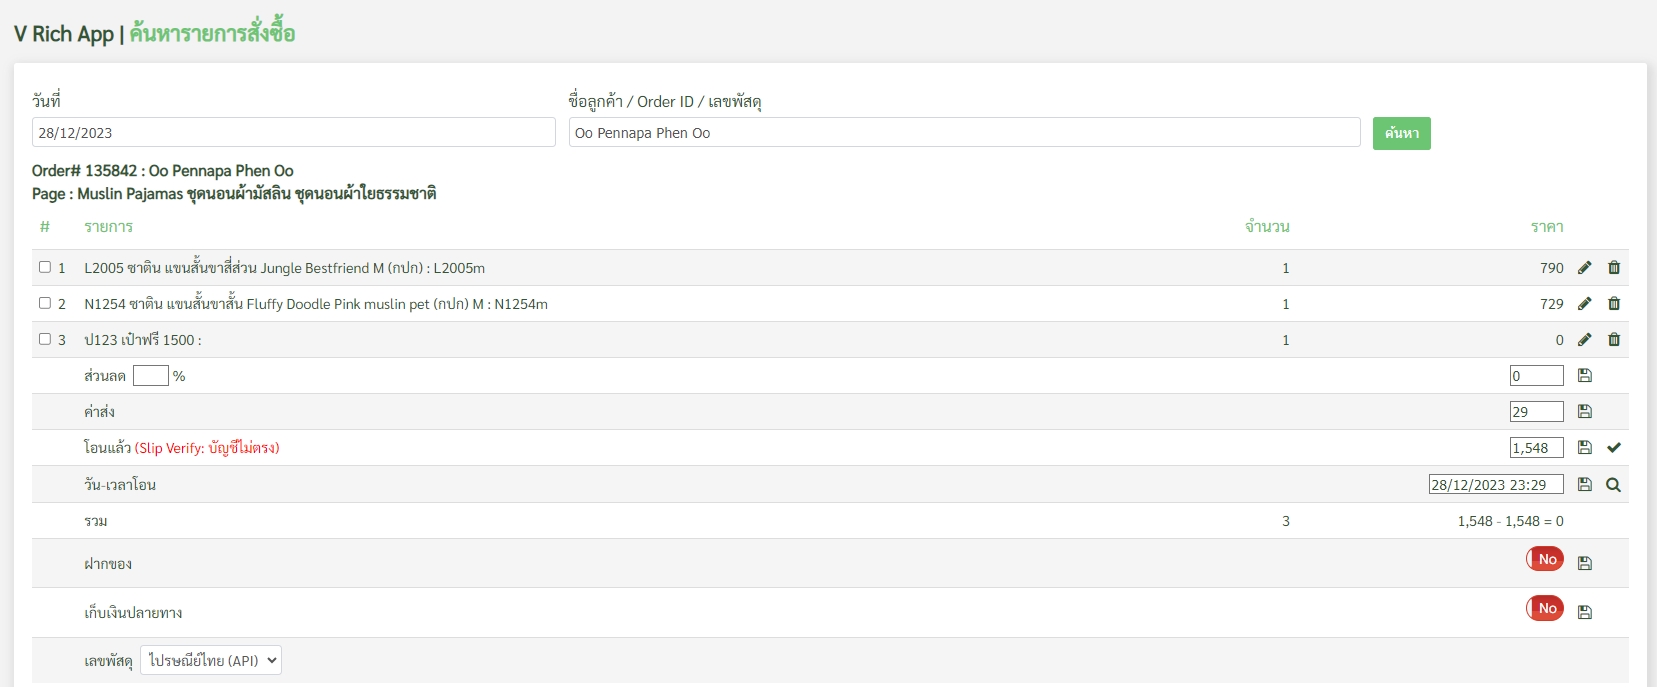 V Rich App | ค้นหารายการสั่งซื้อ
วันที่ ชื่อลูกค้า / Order ID / เลขพัสดุ
28/12/2023 Oo Pennapa Phen Oo ค้นหา
Order# 135842 : Oo Pennapa Phen Oo
Page : Muslin Pajamas ชุดนอนผ้ามัสลิน ชุดนอนผ้าใยธรรมชาติ
# รายการ จำนวน ราคา
1 L2005 ซาติน แขนสั้นขาสี่ส่วน Jungle Bestfriend M (กปก) : L2005m 1 790
2 N1254 ซาติน แขนสั้นขาสั้น Fluffy Doodle Pink muslin pet (กปก) M : N1254m 1 729
3 ป123 เป๋าฟรี 1500 : 1 0
ส่วนลด % 0
ค่าส่ง 29
โอนแล้ว (Slip Verify: บัญชีไม่ตรง) 1,548
วัน-เวลาโอน 28/12/2023 23:29
รวม 3 1,548 - 1,548 = 0
ฝากของ No
เก็บเงินปลายทาง No
เลขพัสดุ ไปรษณีย์ไทย (API)